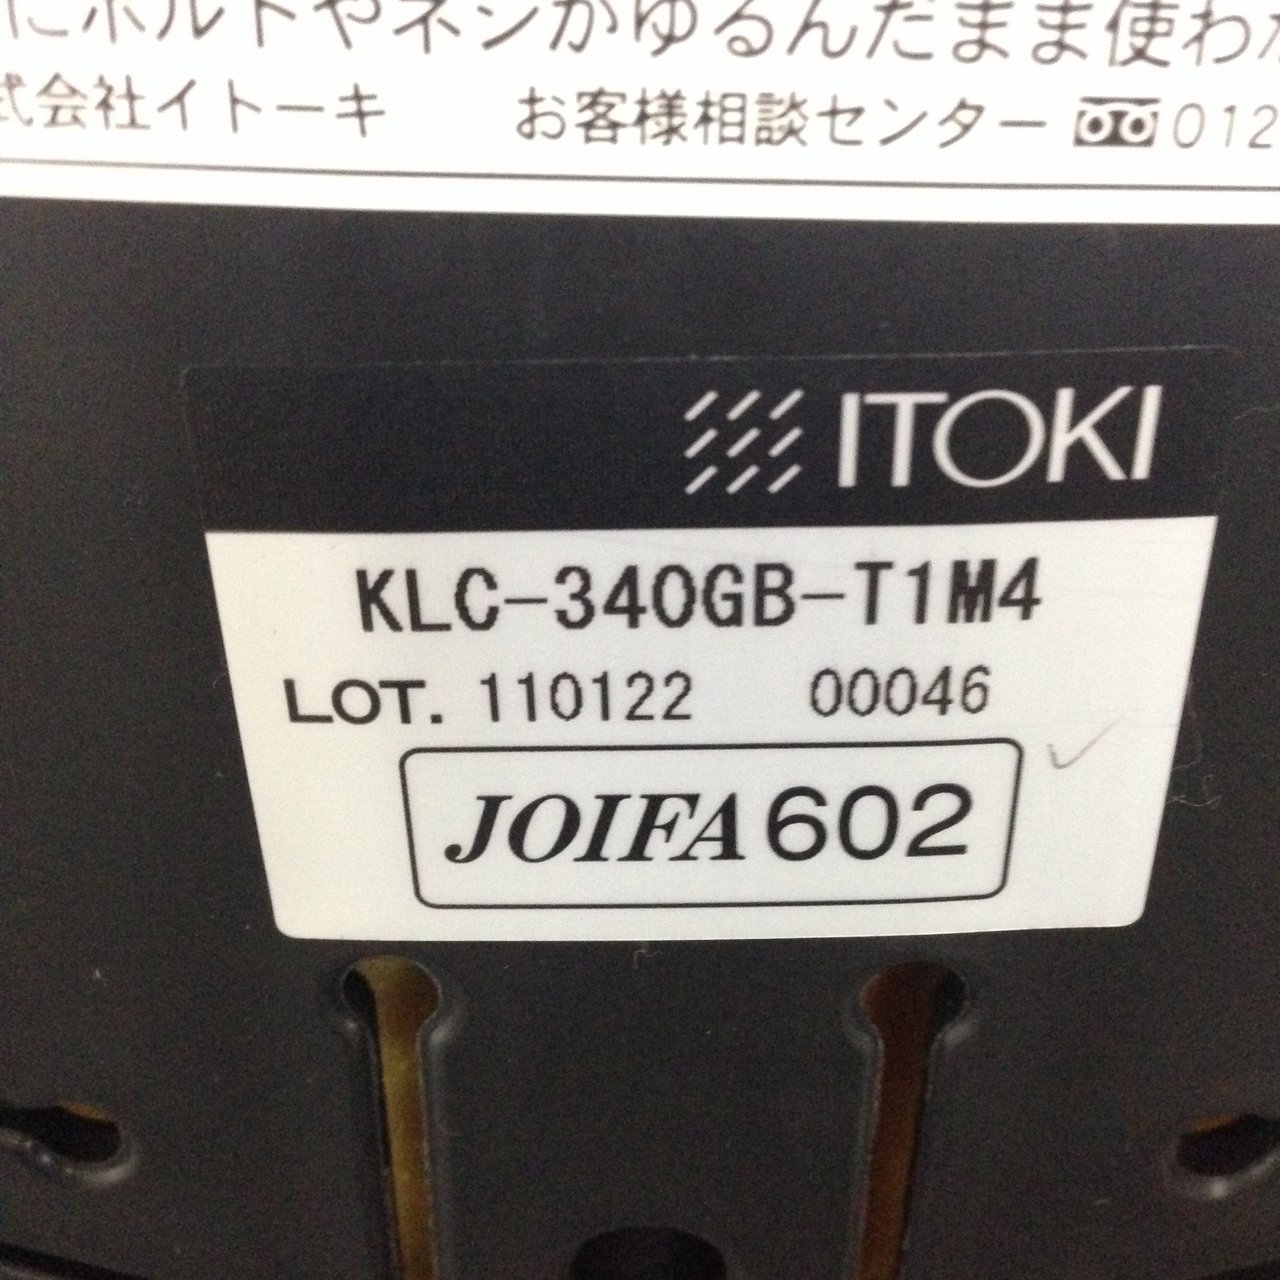 にボルトやネジがゆるんだまま使わ
式会社イトーキ お客様相談センター 012
ITOKI
KLC-340GB-T1M4
LOT. 110122 00046
JOIFA602